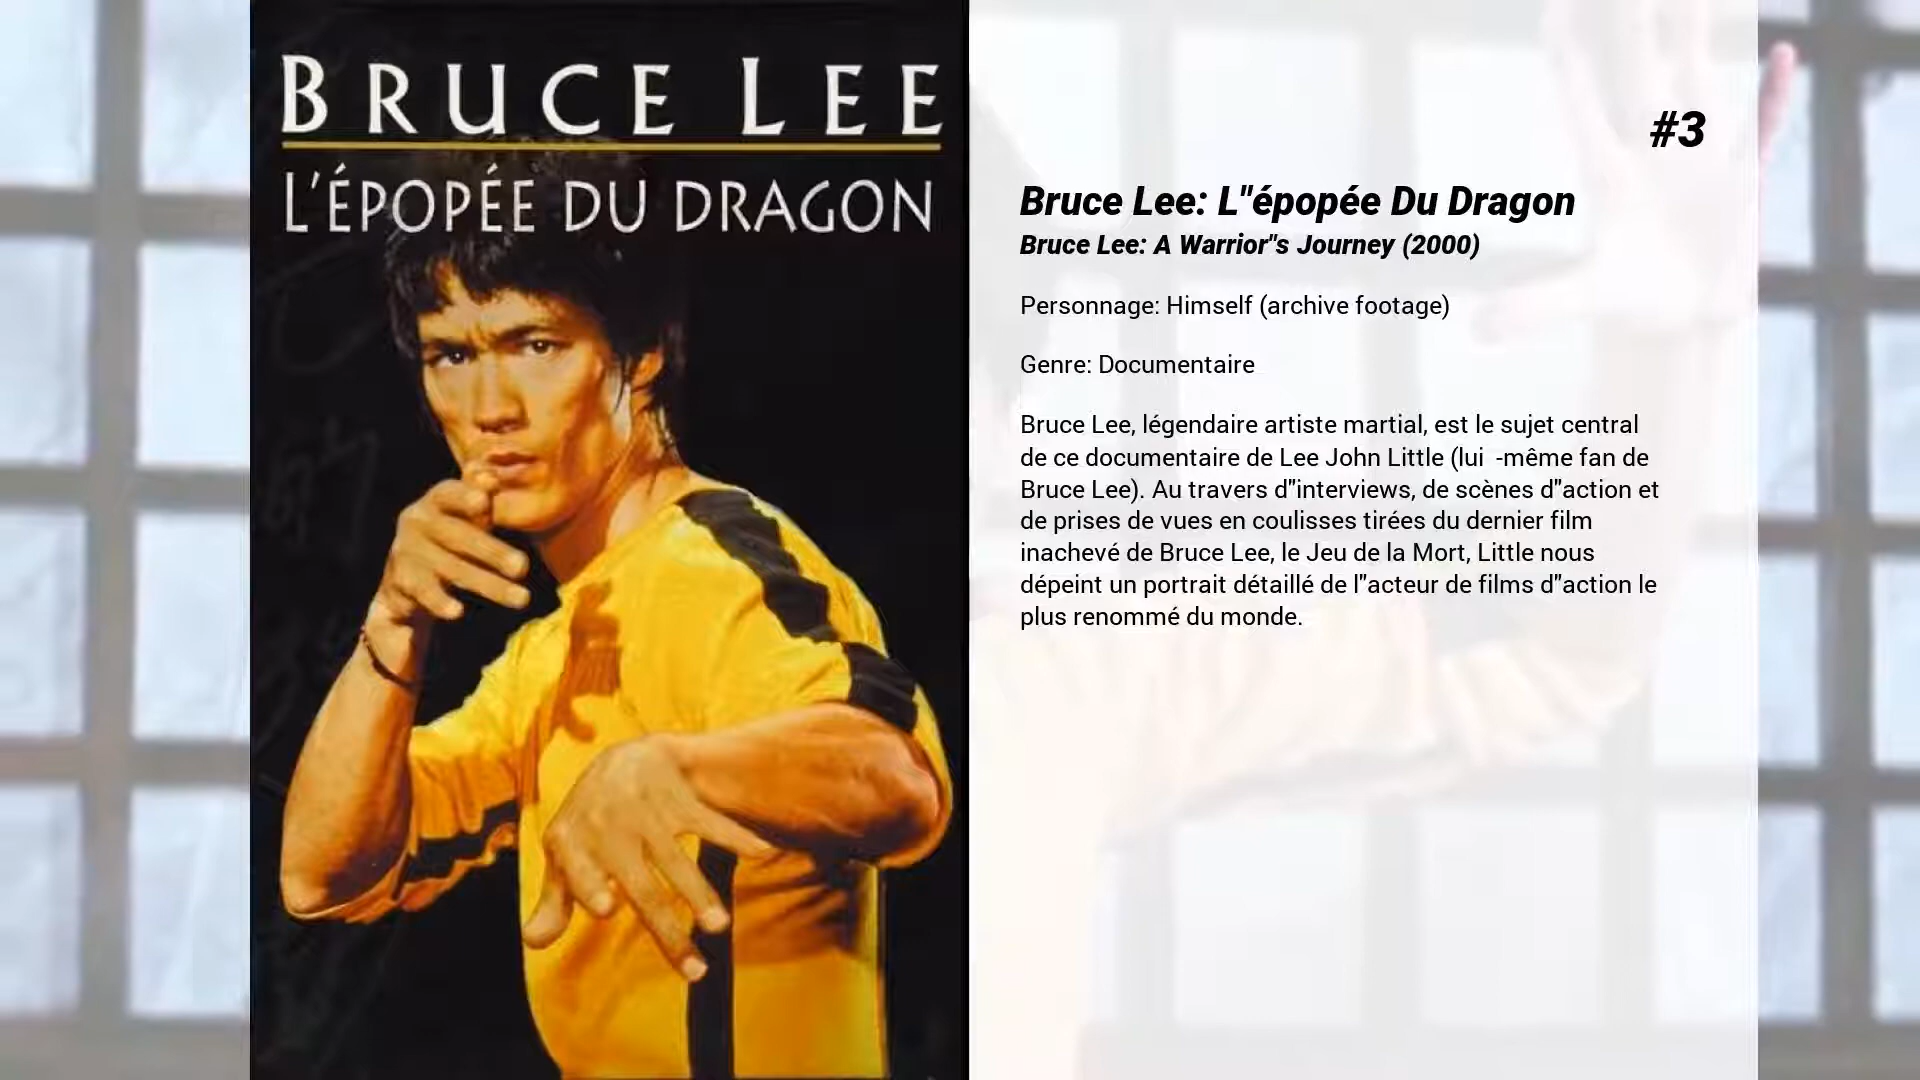 BRUCE LEE
L'ÉPOPÉE DU DRAGON
#3
Bruce Lee: L"épopée Du Dragon
Bruce Lee: A Warrior"s Journey (2000)
Personnage: Himself (archive footage)
Genre: Documentaire
Bruce Lee, légendaire artiste martial, est le sujet central
de ce documentaire de Lee John Little (lui  -même fan de
Bruce Lee). Au travers d"interviews, de scènes d"action et
de prises de vues en coulisses tirées du dernier film
inachevé de Bruce Lee, le Jeu de la Mort, Little nous
dépeint un portrait détaillé de l"acteur de films d"action le
plus renommé du monde.